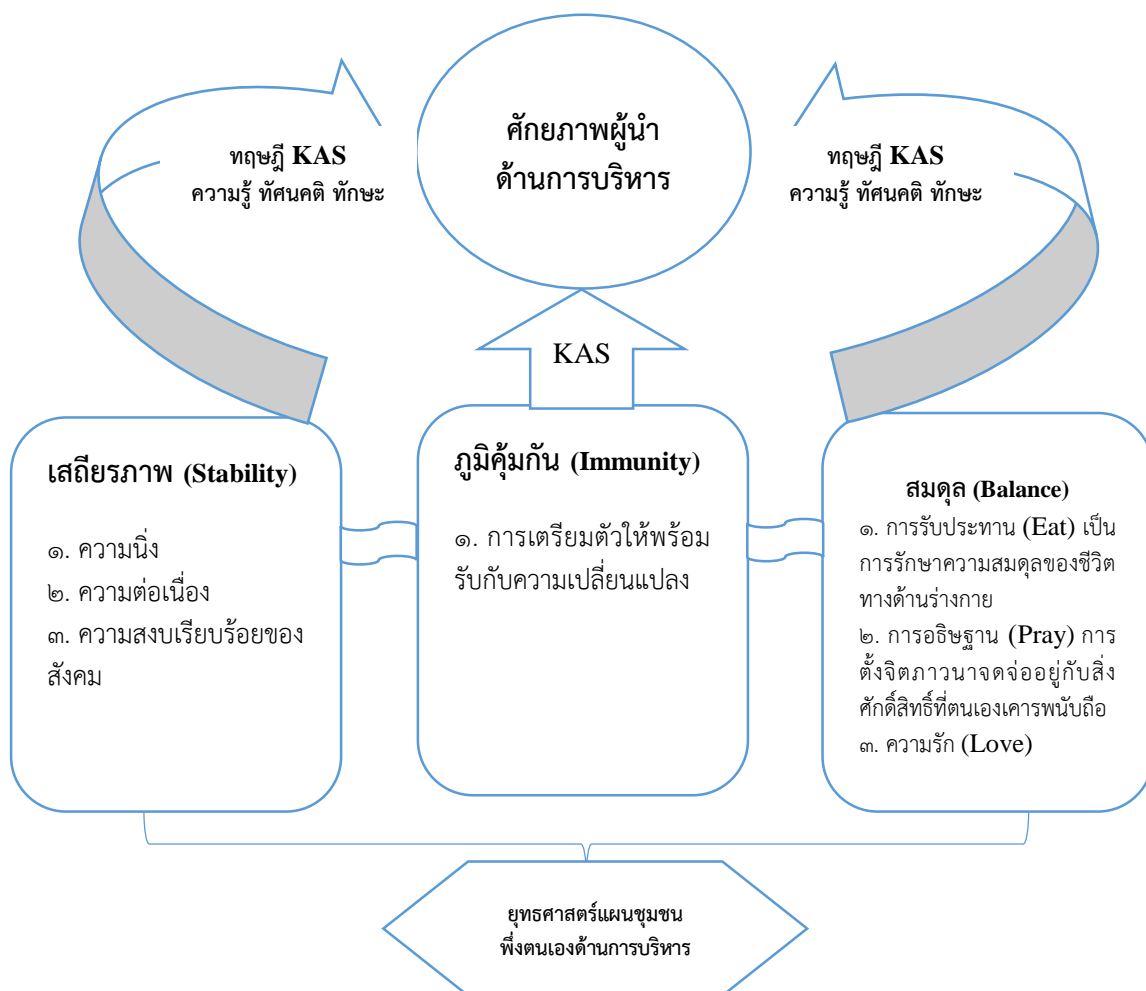 ศักยภาพผู้นำ
ด้านการบริหาร
ทฤษฎี KAS
ความรู้ ทัศนคติ ทักษะ
ทฤษฎี KAS
ความรู้ ทัศนคติ ทักษะ
KAS
เสถียรภาพ (Stability)
๑. ความนิ่ง
๒. ความต่อเนื่อง
๓. ความสงบเรียบร้อยของ
สังคม
ภูมิคุ้มกัน (Immunity)
๑. การเตรียมตัวให้พร้อม
รับกับความเปลี่ยนแปลง
สมดุล (Balance)
๑. การรับประทาน (Eat) เป็น
การรักษาความสมดุลของชีวิต
ทางด้านร่างกาย
๒. การอธิษฐาน (Pray) การ
ตั้งจิตภาวนาจดจ่ออยู่กับสิ่ง
ศักดิ์สิทธิ์ที่ตนเองเคารพนับถือ
๓. ความรัก (Love)
ยุทธศาสตร์แผนชุมชน
พึ่งตนเองด้านการบริหาร